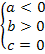 a < 0
b > 0
c = 0